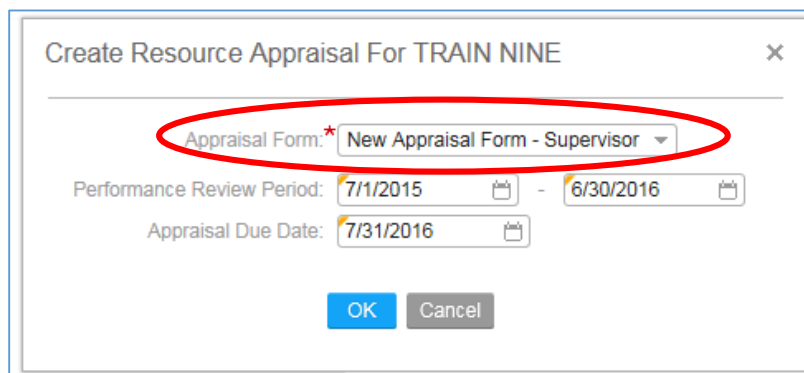 Create Resource Appraisal For TRAIN NINE ×
Appraisal Form:* New Appraisal Form - Supervisor
Performance Review Period: 7/1/2015 - 6/30/2016
Appraisal Due Date: 7/31/2016
OK Cancel